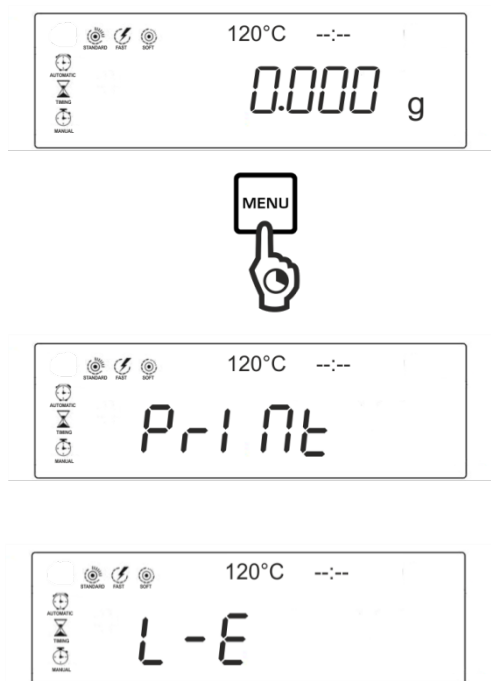 120°C --:--
STANDARD FAST SOFT
AUTOMATIC
0.000 g
TIMING
MANUAL
MENU
120°C --:--
STANDARD FAST SOFT
AUTOMATIC
PrINt
TIMING
MANUAL
120°C --:--
STANDARD FAST SOFT
AUTOMATIC
L-E
TIMING
MANUAL